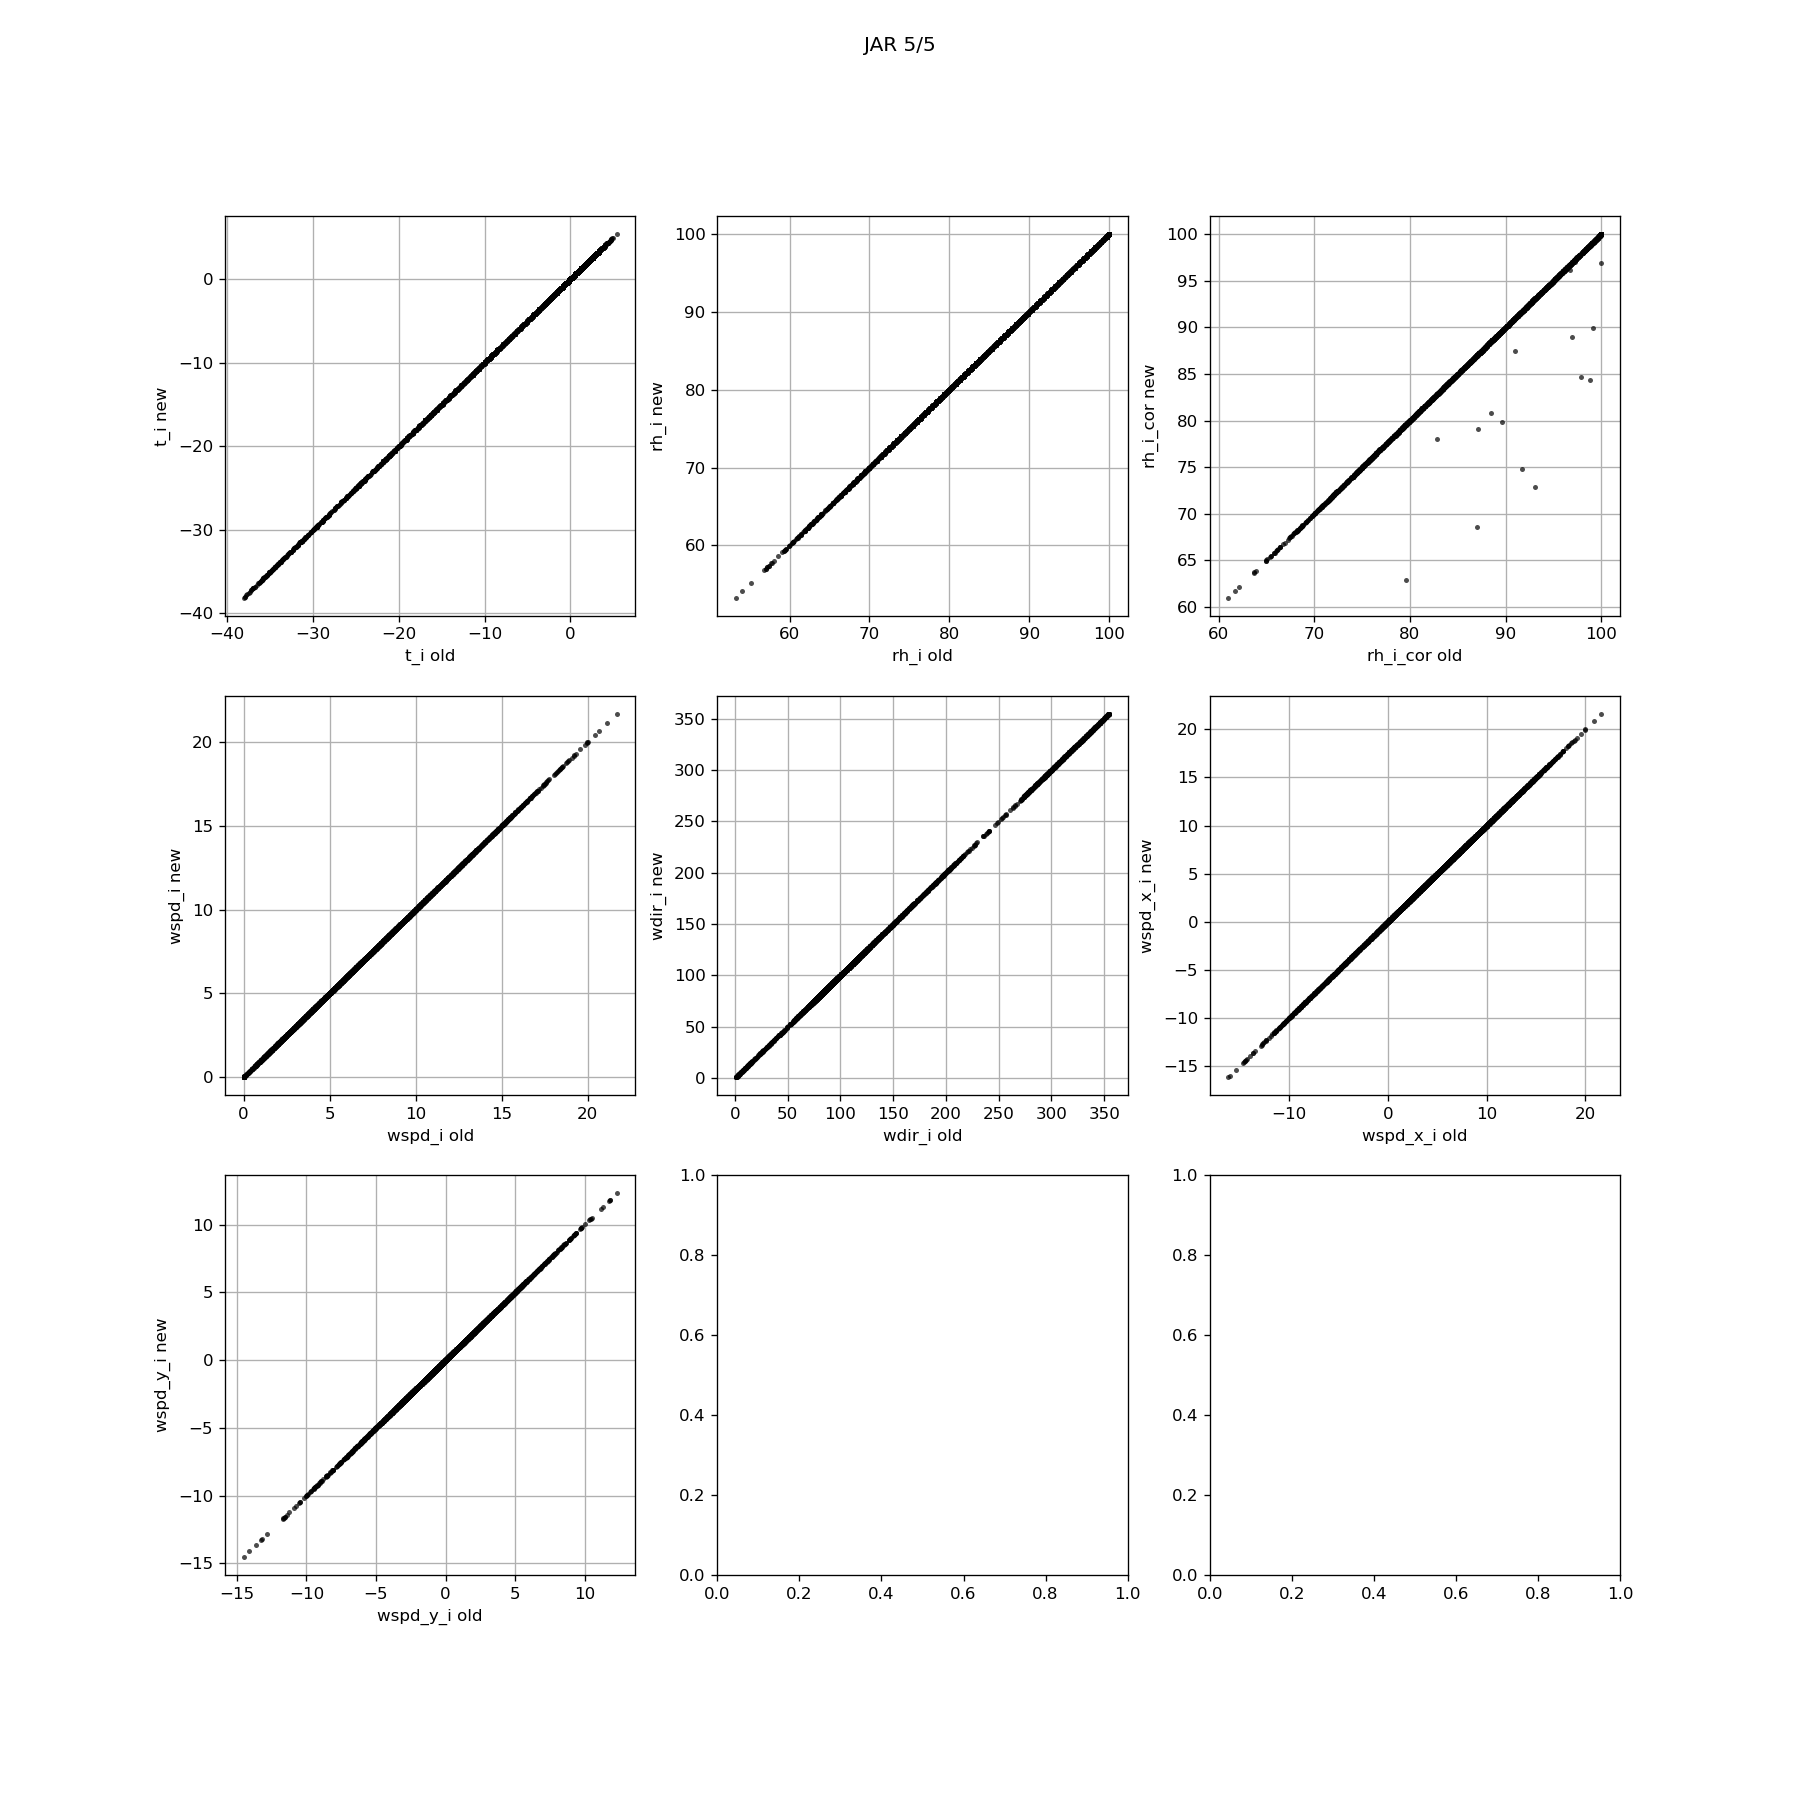 JAR 5/5
t_i new
0
−10
−20
−30
−40
−40 −30 −20 −10 0
t_i old
rh_i new
100
90
80
70
60
60 70 80 90 100
rh_i old
rh_i_cor new
100
95
90
85
80
75
70
65
60
60 70 80 90 100
rh_i_cor old
wspd_i new
20
15
10
5
0
0 5 10 15 20
wspd_i old
wdir_i new
350
300
250
200
150
100
50
0
0 50 100 150 200 250 300 350
wdir_i old
wspd_x_i new
20
15
10
5
0
−5
−10
−15
−10 0 10 20
wspd_x_i old
wspd_y_i new
10
5
0
−5
−10
−15
−15 −10 −5 0 5 10
wspd_y_i old
1.0
0.8
0.6
0.4
0.2
0.0
0.0 0.2 0.4 0.6 0.8 1.0
1.0
0.8
0.6
0.4
0.2
0.0
0.0 0.2 0.4 0.6 0.8 1.0